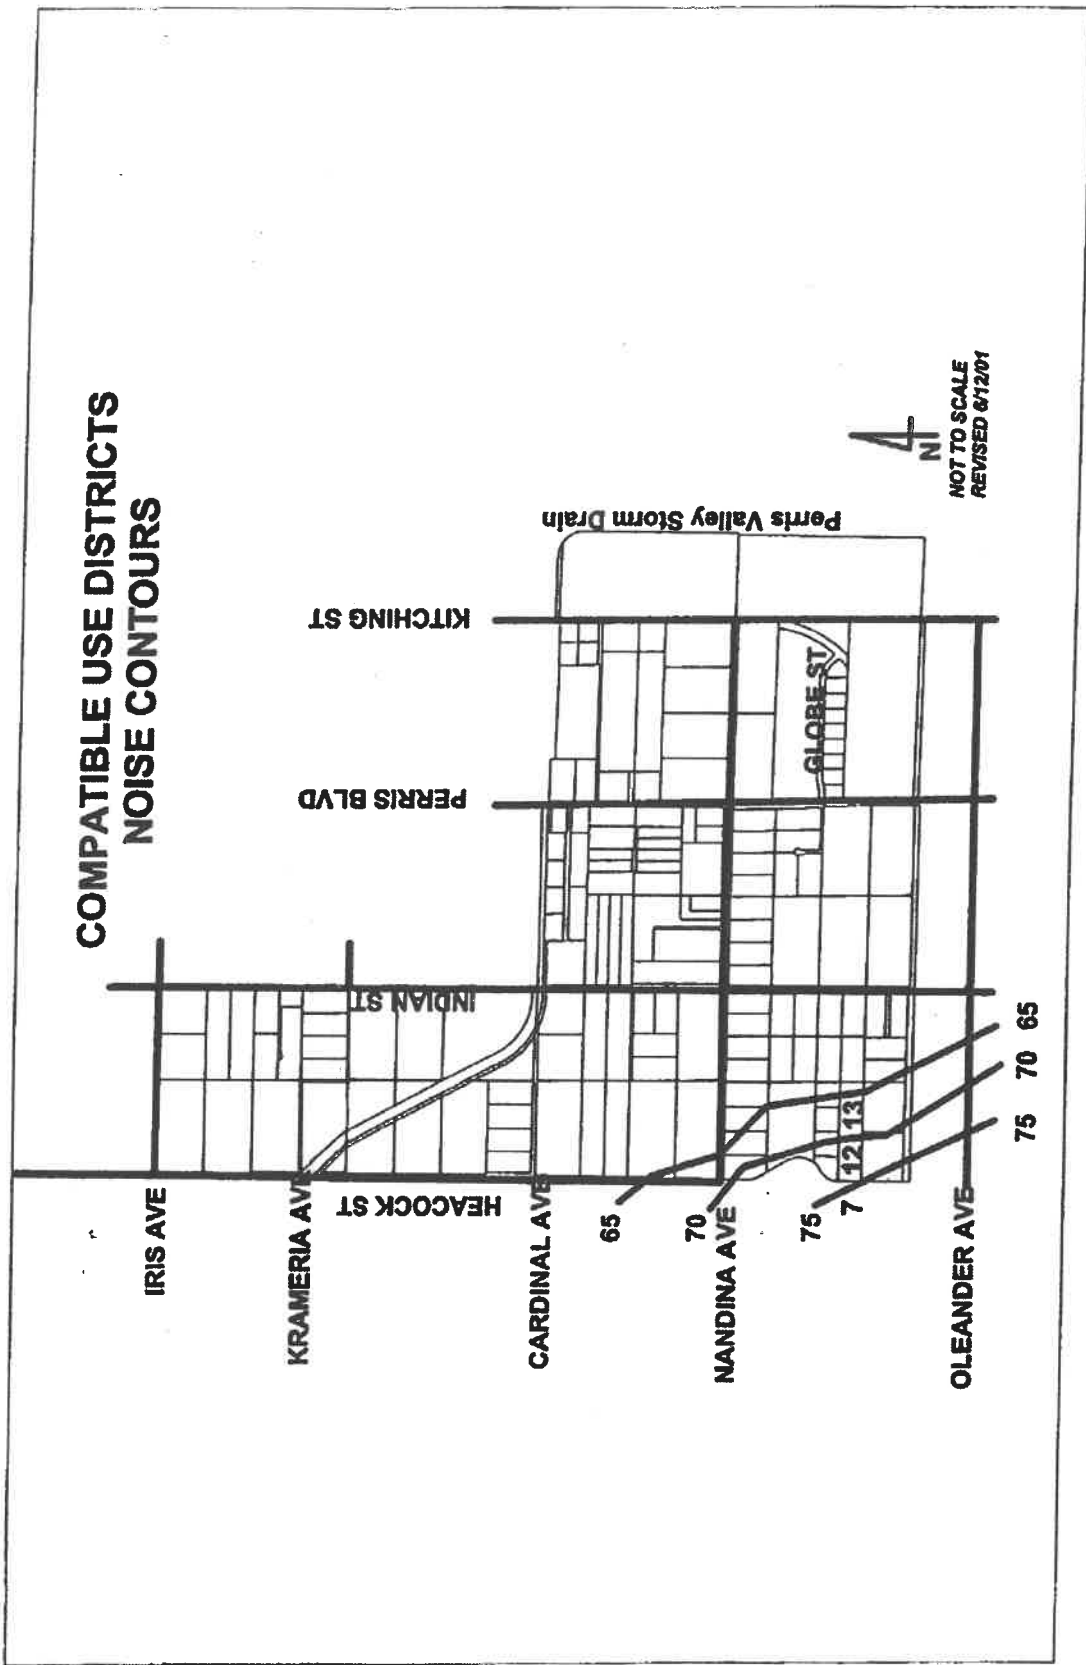 COMPATIBLE USE DISTRICTS
NOISE CONTOURS
IRIS AVE
KRAMERIA AVE
CARDINAL AVE
NANDINA AVE
OLEANDER AVE
HEACOCK ST
INDIAN ST
PERRIS BLVD
KITCHING ST
Perris Valley Storm Drain
GLOBE ST
65
70
75
7
12
13
65
70
75
N
NOT TO SCALE
REVISED 6/12/01